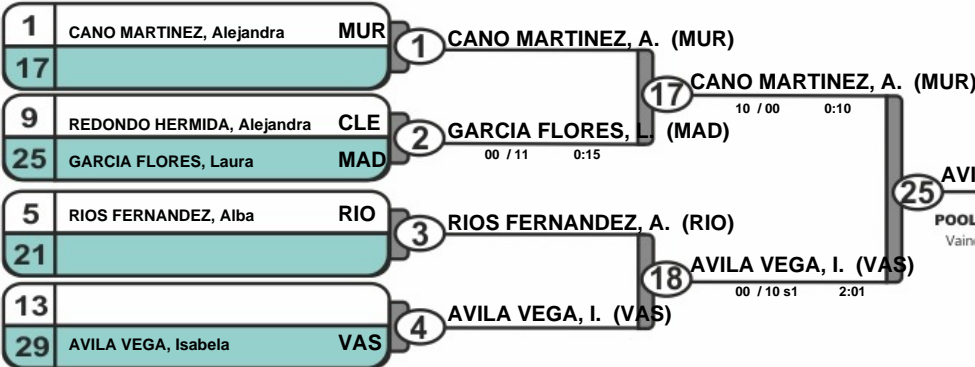 1 CANO MARTINEZ, Alejandra MUR
17
1 CANO MARTINEZ, A. (MUR)
9 REDONDO HERMIDA, Alejandra CLE
25 GARCIA FLORES, Laura MAD
2 GARCIA FLORES, L. (MAD)
00 / 11 0:15
17 CANO MARTINEZ, A. (MUR)
10 / 00 0:10
5 RIOS FERNANDEZ, Alba RIO
21
3 RIOS FERNANDEZ, A. (RIO)
13
29 AVILA VEGA, Isabela VAS
4 AVILA VEGA, I. (VAS)
18 AVILA VEGA, I. (VAS)
00 / 10 s1 2:01
25
POOL